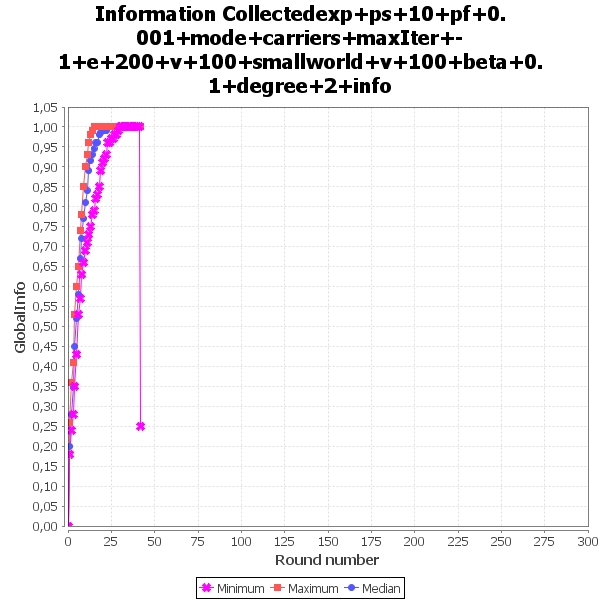 Information Collectedexp+ps+10+pf+0.
001+mode+carriers+maxIter+-
1+e+200+v+100+smallworld+v+100+beta+0.
1+degree+2+info
1,05
1,00
0,95
0,90
0,85
0,80
0,75
0,70
0,65
0,60
0,55
0,50
0,45
0,40
0,35
0,30
0,25
0,20
0,15
0,10
0,05
0,00
GlobalInfo
0 25 50 75 100 125 150 175 200 225 250 275 300
Round number
Minimum Maximum Median